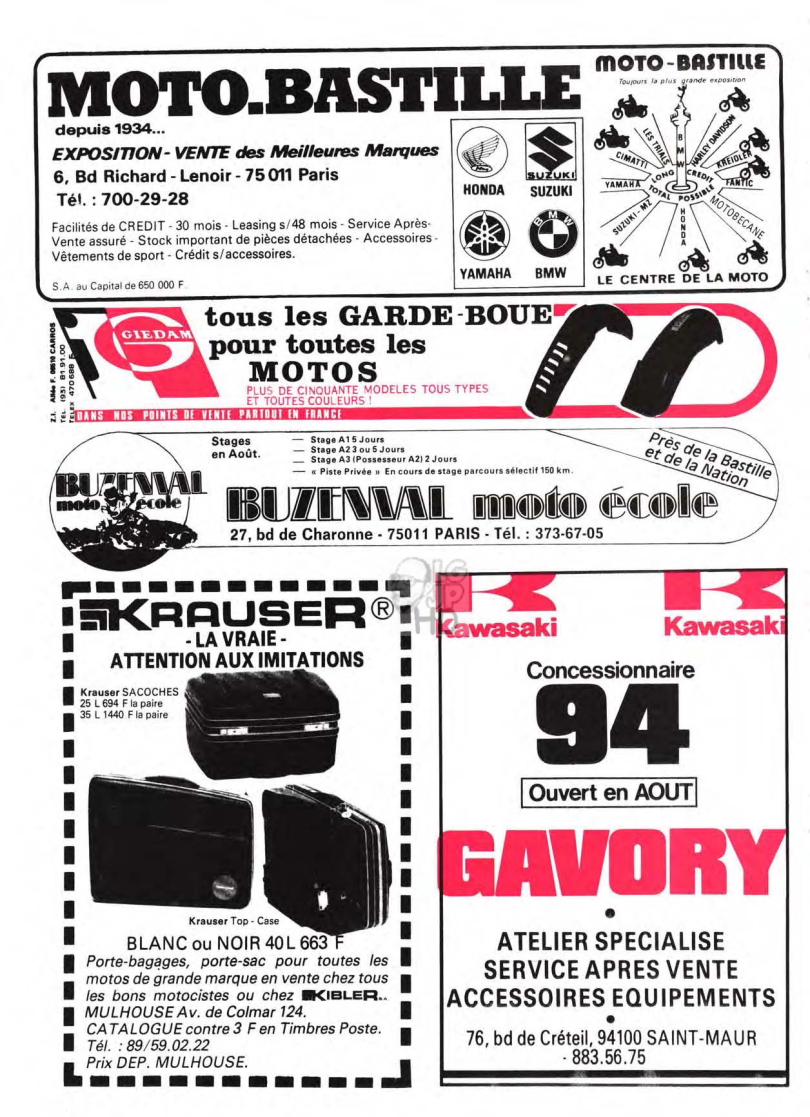 MOTO.BASTILLE
depuis 1934...
EXPOSITION - VENTE des Meilleures Marques
6, Bd Richard - Lenoir - 75 011 Paris
Tél. : 700-29-28
Facilités de CREDIT - 30 mois - Leasing s/48 mois - Service Après-
Vente assuré - Stock important de pièces détachées - Accessoires -
Vêtements de sport - Crédit s/accessoires.
S.A. au Capital de 650 000 F.
HONDA
SUZUKI
SUZUKI
YAMAHA
BMW
BMW
MOTO-BASTILLE
Toujours la plus grande exposition
LES TRIALS
BMW
HARLEY DAVIDSON
CIMATTI
KREIDLER
LONG CREDIT
YAMAHA
FANTIC
TOTAL POSSIBLE
SUZUKI-MZ
HONDA
MOTOBECANE
LE CENTRE DE LA MOTO
Z.I. Allée F. 06510 CARROS
TEL. (93) 81.91.00
TELEX 470688 F
GIEDAM
tous les GARDE-BOUE
pour toutes les
MOTOS
PLUS DE CINQUANTE MODELES TOUS TYPES
ET TOUTES COULEURS !
DANS NOS POINTS DE VENTE PARTOUT EN FRANCE
Stages
en Août.
— Stage A1 5 Jours
— Stage A2 3 ou 5 Jours
— Stage A3 (Possesseur A2) 2 Jours
— « Piste Privée » En cours de stage parcours sélectif 150 km.
Près de la Bastille
et de la Nation
BUZENVAL
moto école
BUZENVAL moto école
27, bd de Charonne - 75011 PARIS - Tél. : 373-67-05
KRAUSER®
- LA VRAIE -
ATTENTION AUX IMITATIONS
Krauser SACOCHES
25 L 694 F la paire
35 L 1440 F la paire
Krauser Top - Case
BLANC ou NOIR 40 L 663 F
Porte-bagages, porte-sac pour toutes les
motos de grande marque en vente chez tous
les bons motocistes ou chez KIBLER
MULHOUSE Av. de Colmar 124.
CATALOGUE contre 3 F en Timbres Poste.
Tél. : 89/59.02.22
Prix DEP. MULHOUSE.
Kawasaki
Kawasaki
Concessionnaire
94
Ouvert en AOUT
GAVORY
ATELIER SPECIALISE
SERVICE APRES VENTE
ACCESSOIRES EQUIPEMENTS
76, bd de Créteil, 94100 SAINT-MAUR
- 883.56.75